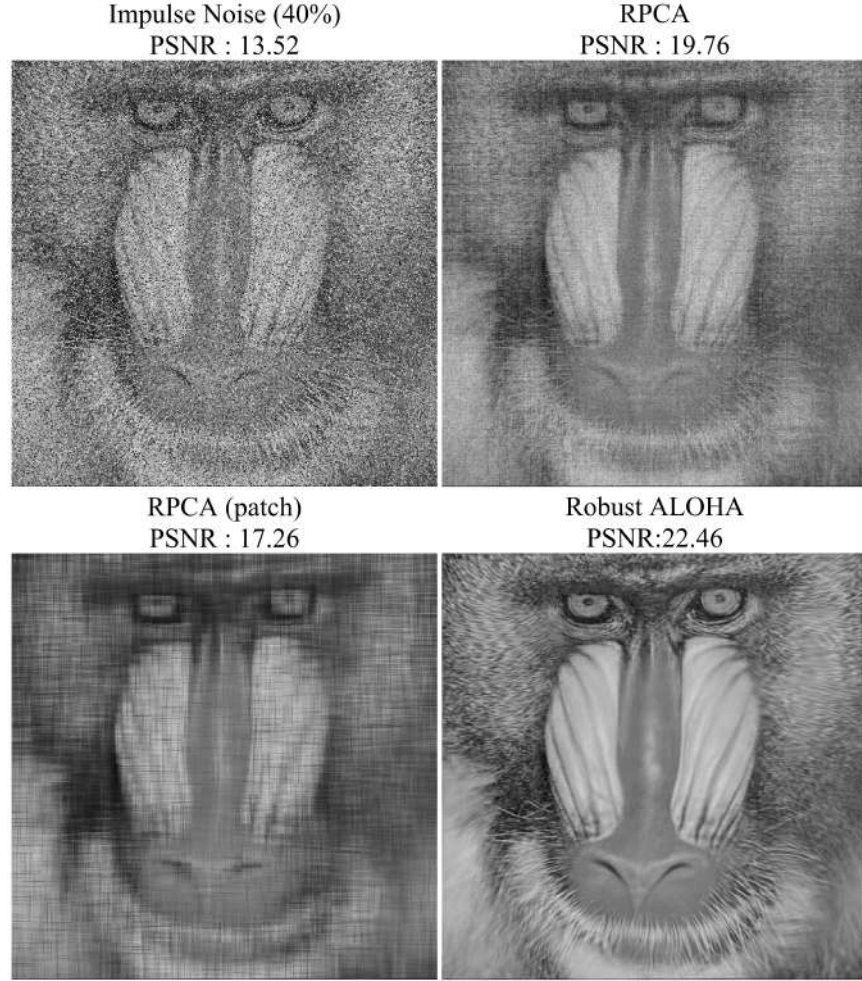 Impulse Noise (40%)
PSNR : 13.52
RPCA
PSNR : 19.76
RPCA (patch)
PSNR : 17.26
Robust ALOHA
PSNR:22.46